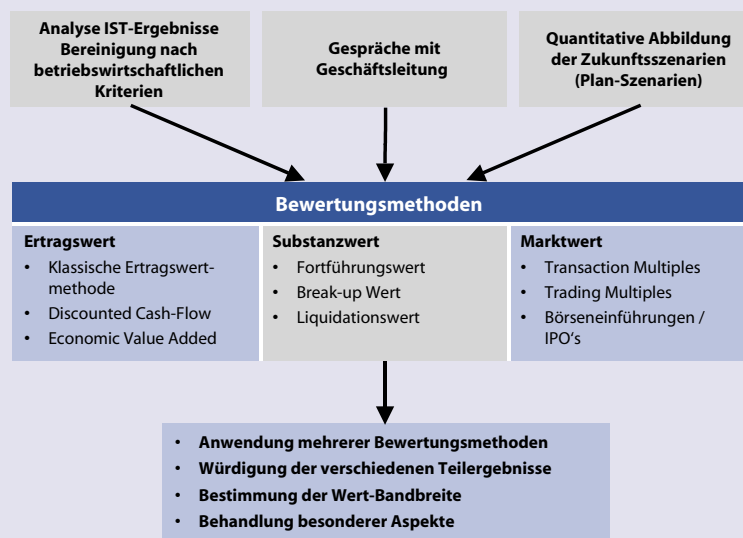 Analyse IST-Ergebnisse
Bereinigung nach
betriebswirtschaftlichen
Kriterien
Gespräche mit
Geschäftsleitung
Quantitative Abbildung
der Zukunftsszenarien
(Plan-Szenarien)
Bewertungsmethoden
Ertragswert
• Klassische Ertragswert-
methode
• Discounted Cash-Flow
• Economic Value Added
Substanzwert
• Fortführungswert
• Break-up Wert
• Liquidationswert
Marktwert
• Transaction Multiples
• Trading Multiples
• Börseneinführungen /
IPO‘s
• Anwendung mehrerer Bewertungsmethoden
• Würdigung der verschiedenen Teilergebnisse
• Bestimmung der Wert-Bandbreite
• Behandlung besonderer Aspekte